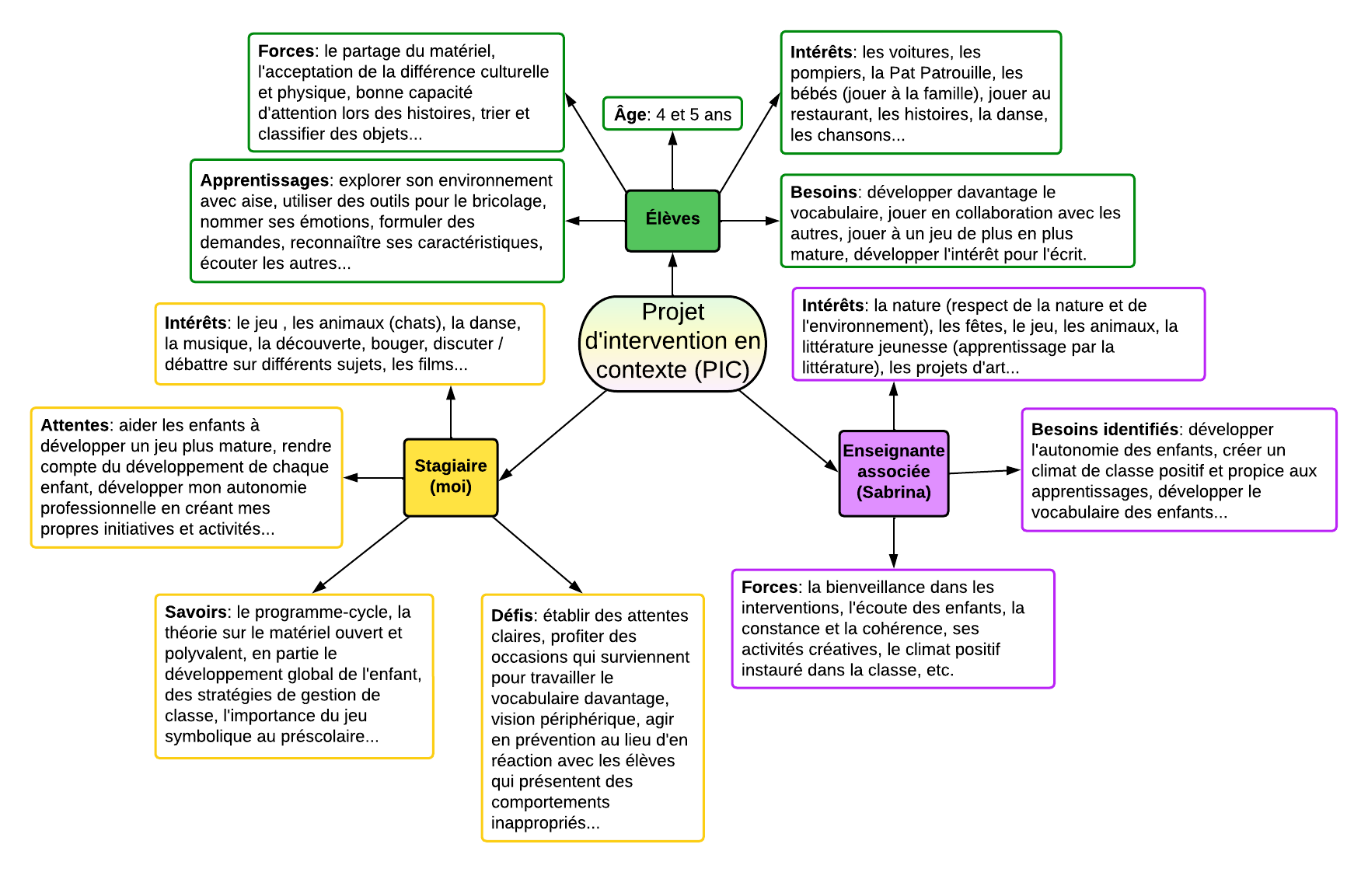 Forces: le partage du matériel,
l'acceptation de la différence culturelle
et physique, bonne capacité
d'attention lors des histoires, trier et
classifier des objets...
Âge: 4 et 5 ans
Intérêts: les voitures, les
pompiers, la Pat Patrouille, les
bébés (jouer à la famille), jouer au
restaurant, les histoires, la danse,
les chansons...
Apprentissages: explorer son environnement
avec aise, utiliser des outils pour le bricolage,
nommer ses émotions, formuler des
demandes, reconnaiître ses caractéristiques,
écouter les autres...
Élèves
Besoins: développer davantage le
vocabulaire, jouer en collaboration avec les
autres, jouer à un jeu de plus en plus
mature, développer l'intérêt pour l'écrit.
Intérêts: le jeu , les animaux (chats), la danse,
la musique, la découverte, bouger, discuter /
débattre sur différents sujets, les films...
Projet
d'intervention en
contexte (PIC)
Intérêts: la nature (respect de la nature et de
l'environnement), les fêtes, le jeu, les animaux, la
littérature jeunesse (apprentissage par la
littérature), les projets d'art...
Attentes: aider les enfants à
développer un jeu plus mature, rendre
compte du développement de chaque
enfant, développer mon autonomie
professionnelle en créant mes
propres initiatives et activités...
Stagiaire
(moi)
Enseignante
associée
(Sabrina)
Besoins identifiés: développer
l'autonomie des enfants, créer un
climat de classe positif et propice aux
apprentissages, développer le
vocabulaire des enfants...
Savoirs: le programme-cycle, la
théorie sur le matériel ouvert et
polyvalent, en partie le
développement global de l'enfant,
des stratégies de gestion de
classe, l'importance du jeu
symbolique au préscolaire...
Défis: établir des attentes
claires, profiter des
occasions qui surviennent
pour travailler le
vocabulaire davantage,
vision périphérique, agir
en prévention au lieu d'en
réaction avec les élèves
qui présentent des
comportements
inappropriés...
Forces: la bienveillance dans les
interventions, l'écoute des enfants, la
constance et la cohérence, ses
activités créatives, le climat positif
instauré dans la classe, etc.